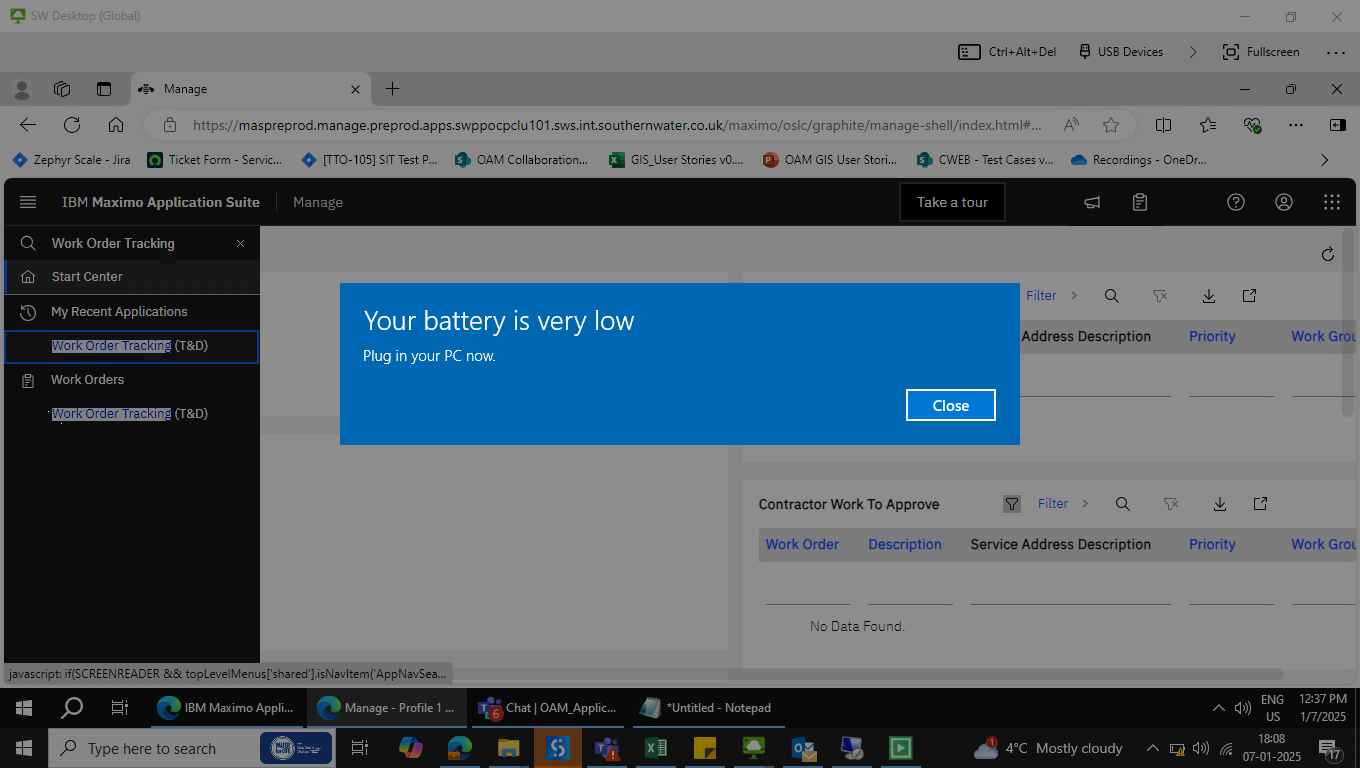 SW Desktop (Global)
Ctrl+Alt+Del USB Devices Fullscreen
Manage
https://maspreprod.manage.preprod.apps.swppocpclu101.sws.int.southernwater.co.uk/maximo/oslc/graphite/manage-shell/index.html#...
Zephyr Scale - Jira Ticket Form - Servic... [TTO-105] SIT Test P... OAM Collaboration... GIS_User Stories v0.... OAM GIS User Stori... CWEB - Test Cases v... Recordings - OneDr...
IBM Maximo Application Suite Manage Take a tour
Work Order Tracking
Start Center
My Recent Applications
Work Order Tracking (T&D)
Work Orders
Work Order Tracking (T&D)
Filter
Address Description Priority Work Grou
Your battery is very low
Plug in your PC now.
Close
Contractor Work To Approve Filter
Work Order Description Service Address Description Priority Work Grou
No Data Found.
javascript: if(SCREENREADER && topLevelMenus['shared'].isNavItem('AppNavSea...
IBM Maximo Appli... Manage - Profile 1 ... 6 Chat | OAM_Applic... *Untitled - Notepad ENG US 12:37 PM 1/7/2025
Type here to search 1 4°C Mostly cloudy 18:08 07-01-2025 17